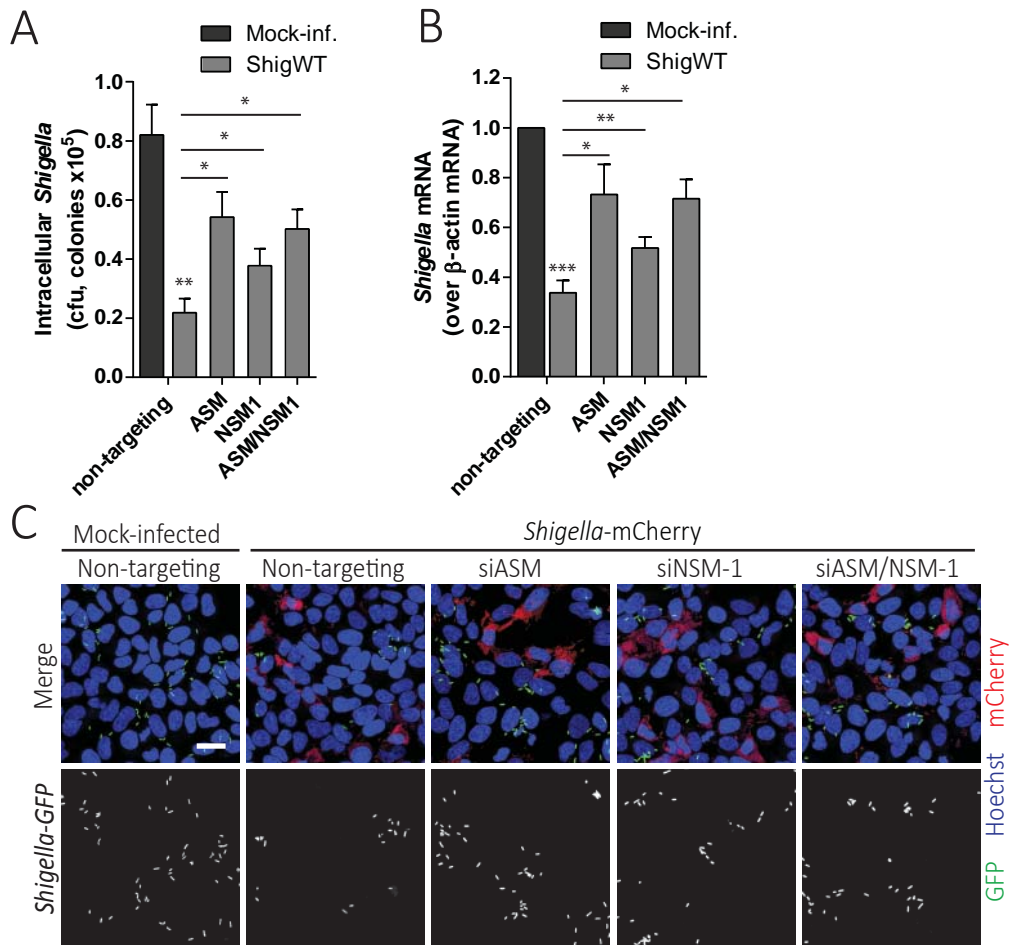 A
Mock-inf.
ShigWT
Intracellular Shigella
(cfu, colonies x10⁵)
1.0
0.8
0.6
0.4
0.2
0.0
*
*
*
**
non-targeting
ASM
NSM1
ASM/NSM1
B
Mock-inf.
ShigWT
Shigella mRNA
(over β-actin mRNA)
1.2
1.0
0.8
0.6
0.4
0.2
0.0
*
**
*
***
non-targeting
ASM
NSM1
ASM/NSM1
C
Mock-infected
Shigella-mCherry
Non-targeting
Non-targeting
siASM
siNSM-1
siASM/NSM-1
Merge
Shigella-GFP
GFP Hoechst mCherry